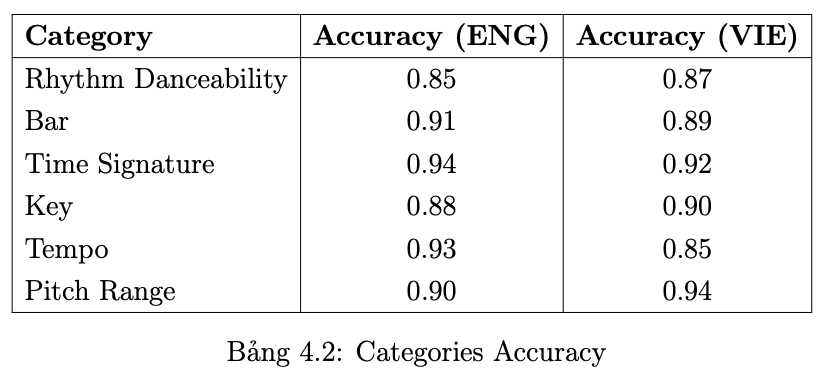 Category Accuracy (ENG) Accuracy (VIE)
Rhythm Danceability 0.85 0.87
Bar 0.91 0.89
Time Signature 0.94 0.92
Key 0.88 0.90
Tempo 0.93 0.85
Pitch Range 0.90 0.94
Bảng 4.2: Categories Accuracy